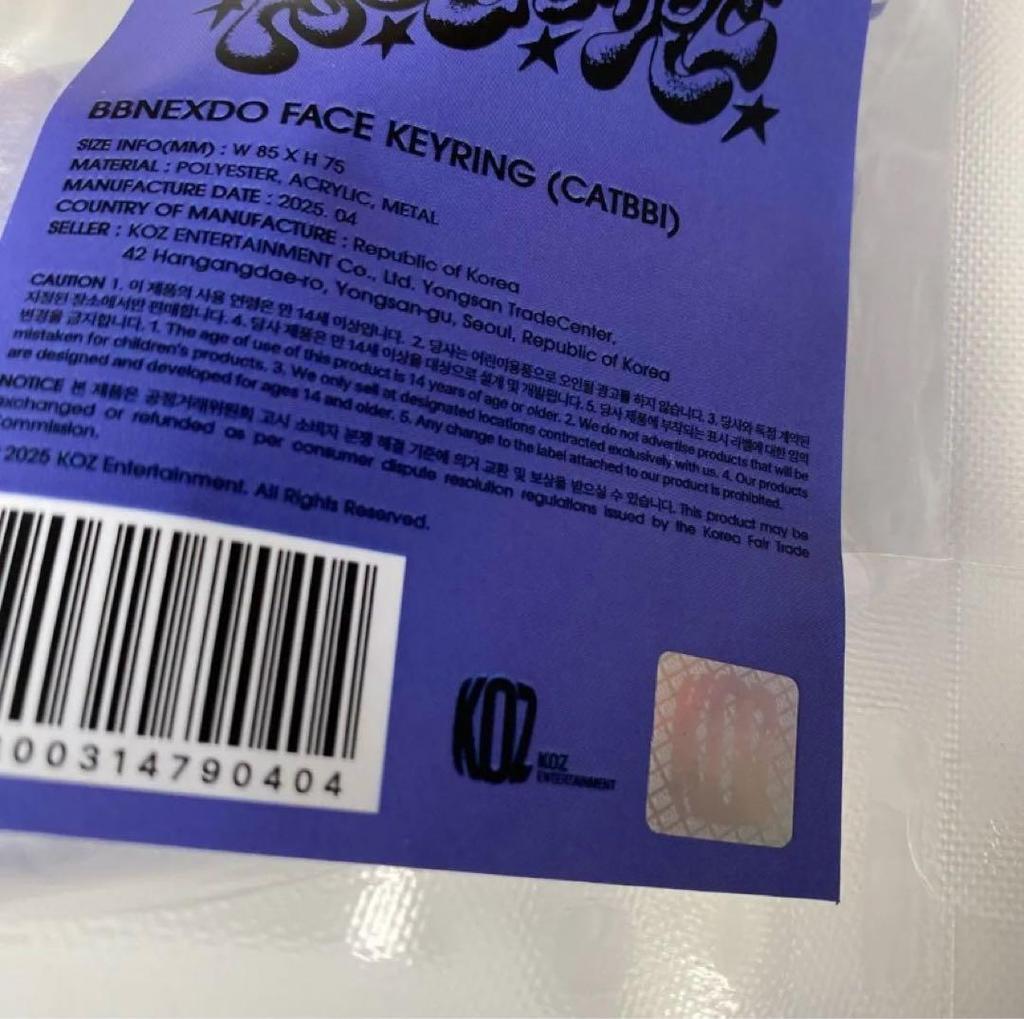 BBNEXDO FACE KEYRING (CATBBI)
SIZE INFO(MM) : W 85 X H 75
MATERIAL : POLYESTER, ACRYLIC, METAL
MANUFACTURE DATE : 2025. 04
COUNTRY OF MANUFACTURE : Republic of Korea
SELLER : KOZ ENTERTAINMENT Co., Ltd. Yongsan TradeCenter,
42 Hangangdae-ro, Yongsan-gu, Seoul, Republic of Korea
CAUTION 1. 이 제품의 사용 연령은 만 14세 이상입니다. 2. 당사는 어린이용품으로 오인될 광고를 하지 않습니다. 3. 당사와 독점 계약된
지정된 장소에서만 판매합니다. 4. 당사 제품은 만 14세 이상을 대상으로 설계 및 개발됩니다. 5. 당사 제품에 부착되는 표시 라벨에 대한 임의
변경을 금지합니다. 1. The age of use of this product is 14 years of age or older. 2. We do not advertise products that will be
mistaken for children's products. 3. We only sell at designated locations contracted exclusively with us. 4. Our products
are designed and developed for ages 14 and older. 5. Any change to the label attached to our product is prohibited.
NOTICE 본 제품은 공정거래위원회 고시 소비자 분쟁 해결 기준에 의거 교환 및 보상을 받으실 수 있습니다. This product may be
exchanged or refunded as per consumer dispute resolution regulations issued by the Korea Fair Trade
ommission.
2025 KOZ Entertainment. All Rights Reserved.
00314790404
KOZ
KOZ
ENTERTAINMENT